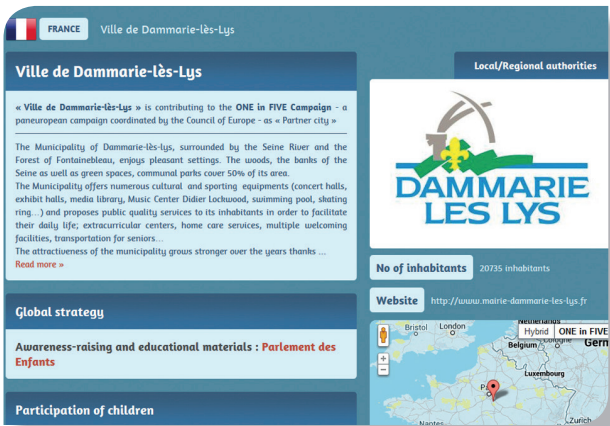 FRANCE
Ville de Dammarie-lès-Lys
Ville de Dammarie-lès-Lys
« Ville de Dammarie-lès-Lys » is contributing to the ONE in FIVE Campaign - a
paneuropean campaign coordinated by the Council of Europe - as « Partner city »
The Municipality of Dammarie-lès-Lys, surrounded by the Seine River and the
Forest of Fontainebleau, enjoys pleasant settings. The woods, the banks of the
Seine as well as green spaces, communal parks cover 50% of its area.
The Municipality offers numerous cultural and sporting equipments (concert halls,
exhibit halls, media library, Music Center Didier Lockwood, swimming pool, skating
ring...) and proposes public quality services to its inhabitants in order to facilitate
their daily life; extracurricular centers, home care services, multiple welcoming
facilities, transportation for seniors...
The attractiveness of the municipality grows stronger over the years thanks ...
Read more »
Global strategy
Awareness-raising and educational materials : Parlement des
Enfants
Participation of children
Local/Regional authorities
DAMMARIE
LES LYS
No of inhabitants
20735 inhabitants
Website
http://www.mairie-dammarie-les-lys.fr
Bristol
London
Netherlands
Hybrid
ONE in FIVE
Belgium
Cologne
Germ
Luxembourg
Nantes
Zurich